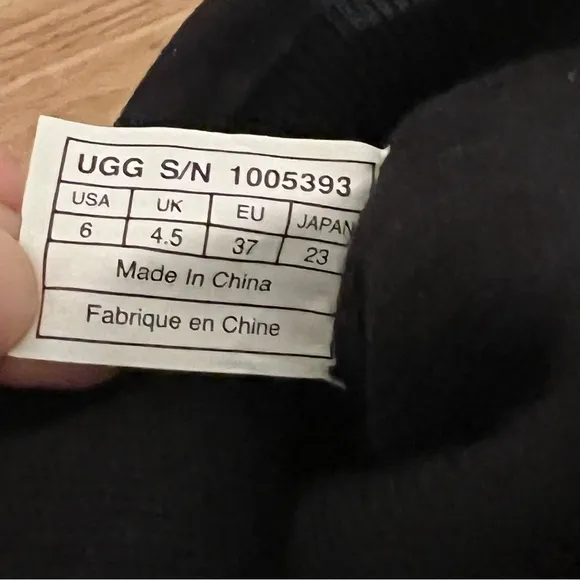 UGG S/N 1005393
USA UK EU JAPAN
6 4.5 37 23
Made In China
Fabrique en Chine